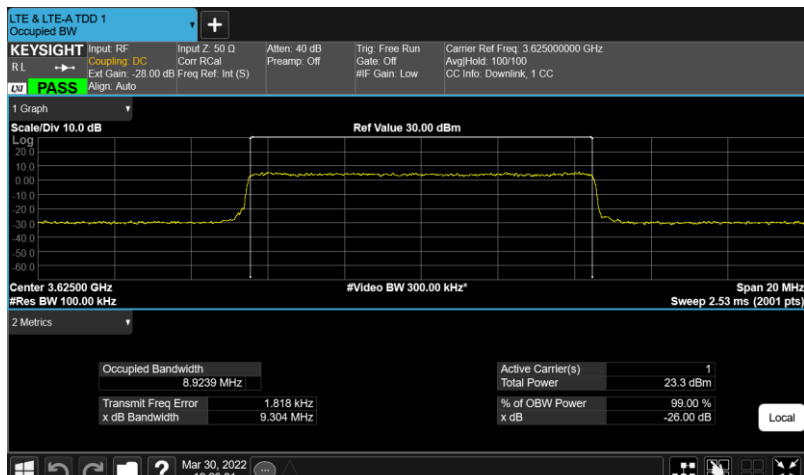 LTE & LTE-A TDD 1
Occupied BW
+
KEYSIGHT
R L
LXI PASS
Input: RF
Coupling: DC
Ext Gain: -28.00 dB
Align: Auto
Input Z: 50 Ω
Corr RCal
Freq Ref: Int (S)
Atten: 40 dB
Preamp: Off
Trig: Free Run
Gate: Off
#IF Gain: Low
Carrier Ref Freq: 3.625000000 GHz
Avg|Hold: 100/100
CC Info: Downlink, 1 CC
1 Graph
Scale/Div 10.0 dB
Ref Value 30.00 dBm
Log
20.0
10.0
0.00
-10.0
-20.0
-30.0
-40.0
-50.0
-60.0
Center 3.62500 GHz
#Video BW 300.00 kHz*
Span 20 MHz
#Res BW 100.00 kHz
Sweep 2.53 ms (2001 pts)
2 Metrics
Occupied Bandwidth
8.9239 MHz
Transmit Freq Error 1.818 kHz
x dB Bandwidth 9.304 MHz
Active Carrier(s) 1
Total Power 23.3 dBm
% of OBW Power 99.00 %
x dB -26.00 dB
Local
?
Mar 30, 2022